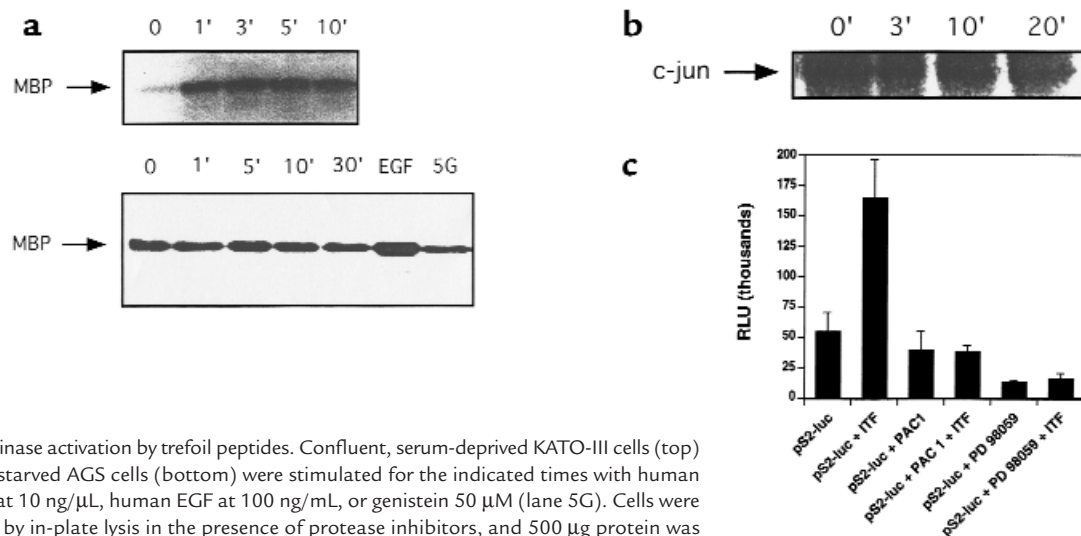 a
0 1' 3' 5' 10'
MBP
0 1' 5' 10' 30' EGF 5G
MBP
b
0' 3' 10' 20'
c-jun
c
200
175
150
125
100
75
50
25
0
RLU (thousands)
pS2-luc
pS2-luc + ITF
pS2-luc + PAC1
pS2-luc + PAC 1 + ITF
pS2-luc + PD 98059
pS2-luc + PD 98059 + ITF
inase activation by trefoil peptides. Confluent, serum-deprived KATO-III cells (top)
starved AGS cells (bottom) were stimulated for the indicated times with human
at 10 ng/μL, human EGF at 100 ng/mL, or genistein 50 μM (lane 5G). Cells were
by in-plate lysis in the presence of protease inhibitors, and 500 μg protein was